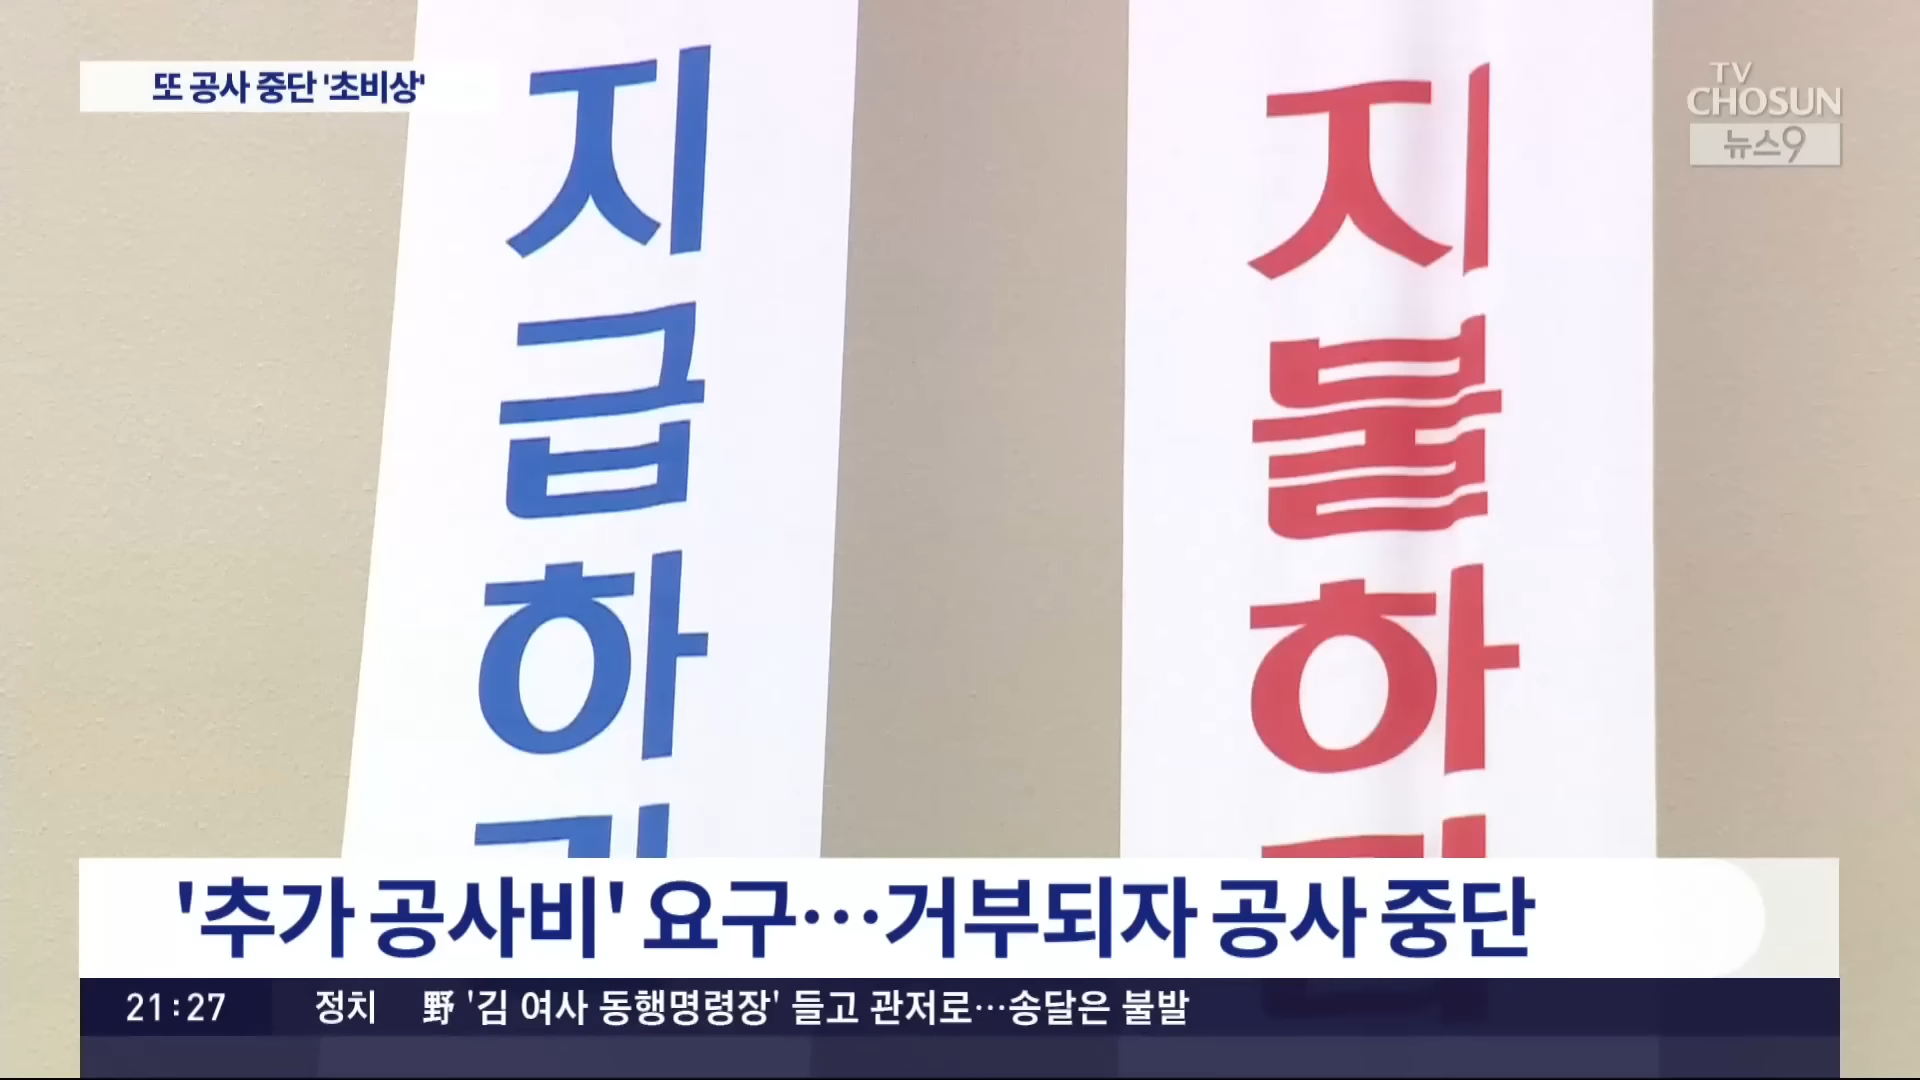 또 공사 중단 '초비상'
TV
CHOSUN
뉴스9
지급하
지불하
'추가 공사비' 요구…거부되자 공사 중단
21:27 정치 野 '김 여사 동행명령장' 들고 관저로…송달은 불발